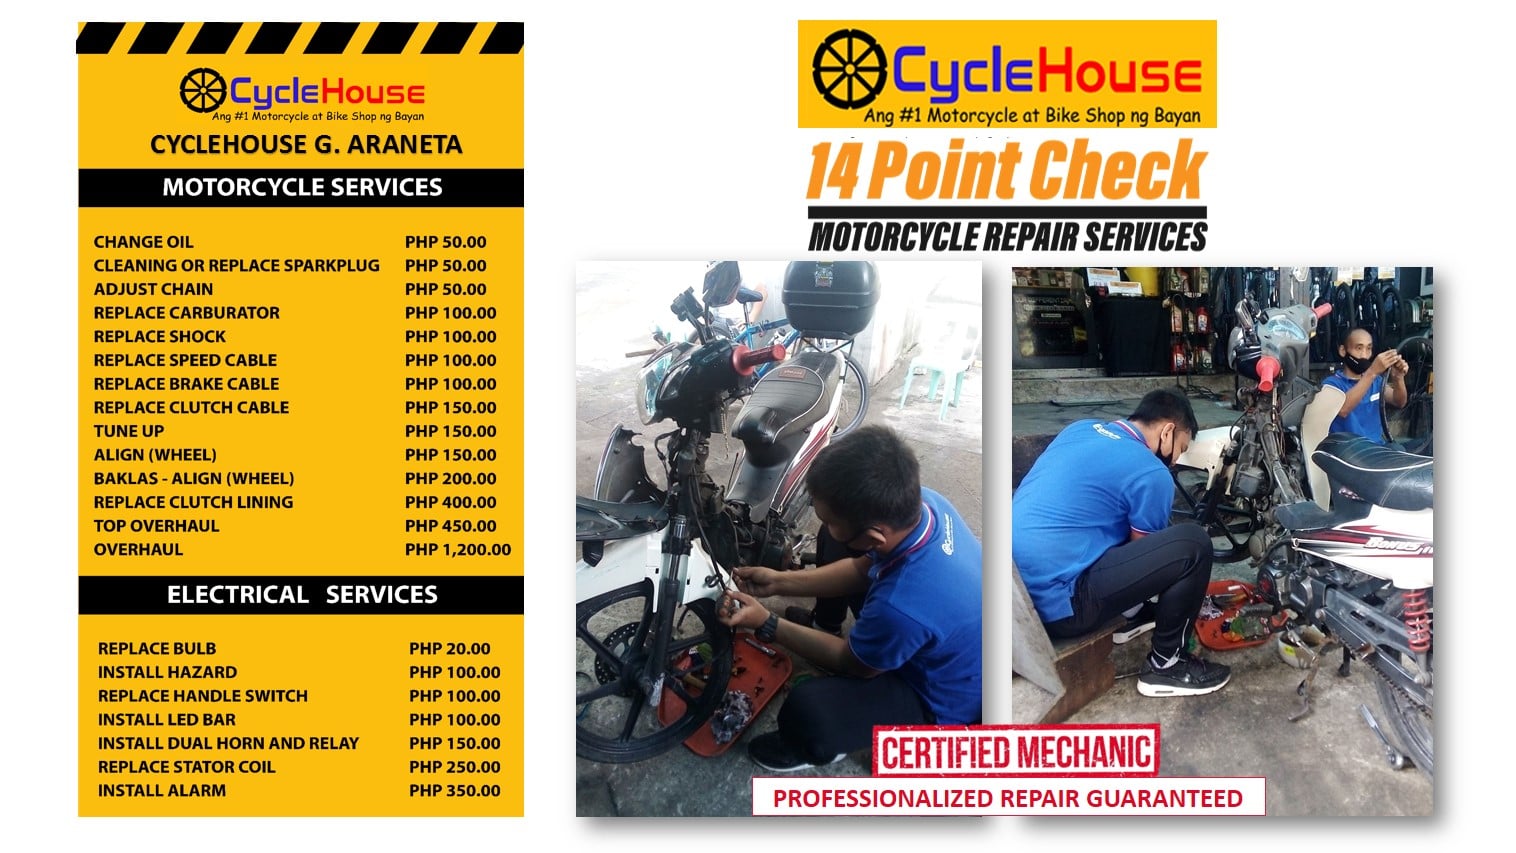 CycleHouse
Ang #1 Motorcycle at Bike Shop ng Bayan
CYCLEHOUSE G. ARANETA
MOTORCYCLE SERVICES
CHANGE OIL PHP 50.00
CLEANING OR REPLACE SPARKPLUG PHP 50.00
ADJUST CHAIN PHP 50.00
REPLACE CARBURATOR PHP 100.00
REPLACE SHOCK PHP 100.00
REPLACE SPEED CABLE PHP 100.00
REPLACE BRAKE CABLE PHP 100.00
REPLACE CLUTCH CABLE PHP 150.00
TUNE UP PHP 150.00
ALIGN (WHEEL) PHP 150.00
BAKLAS - ALIGN (WHEEL) PHP 200.00
REPLACE CLUTCH LINING PHP 400.00
TOP OVERHAUL PHP 450.00
OVERHAUL PHP 1,200.00
ELECTRICAL SERVICES
REPLACE BULB PHP 20.00
INSTALL HAZARD PHP 100.00
REPLACE HANDLE SWITCH PHP 100.00
INSTALL LED BAR PHP 100.00
INSTALL DUAL HORN AND RELAY PHP 150.00
REPLACE STATOR COIL PHP 250.00
INSTALL ALARM PHP 350.00
CycleHouse
Ang #1 Motorcycle at Bike Shop ng Bayan
14 Point Check
MOTORCYCLE REPAIR SERVICES
CycleHouse
CERTIFIED MECHANIC
PROFESSIONALIZED REPAIR GUARANTEED